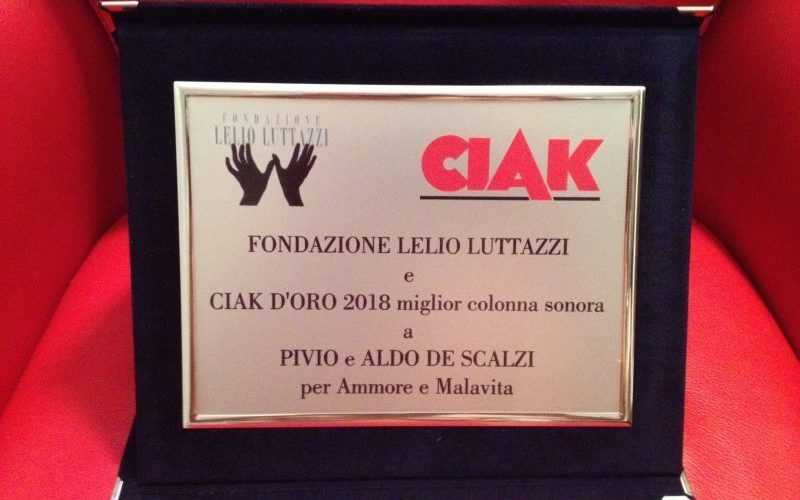 FONDAZIONE
LELIO LUTTAZZI
CIAK
FONDAZIONE LELIO LUTTAZZI
e
CIAK D'ORO 2018 miglior colonna sonora
a
PIVIO e ALDO DE SCALZI
per Ammore e Malavita